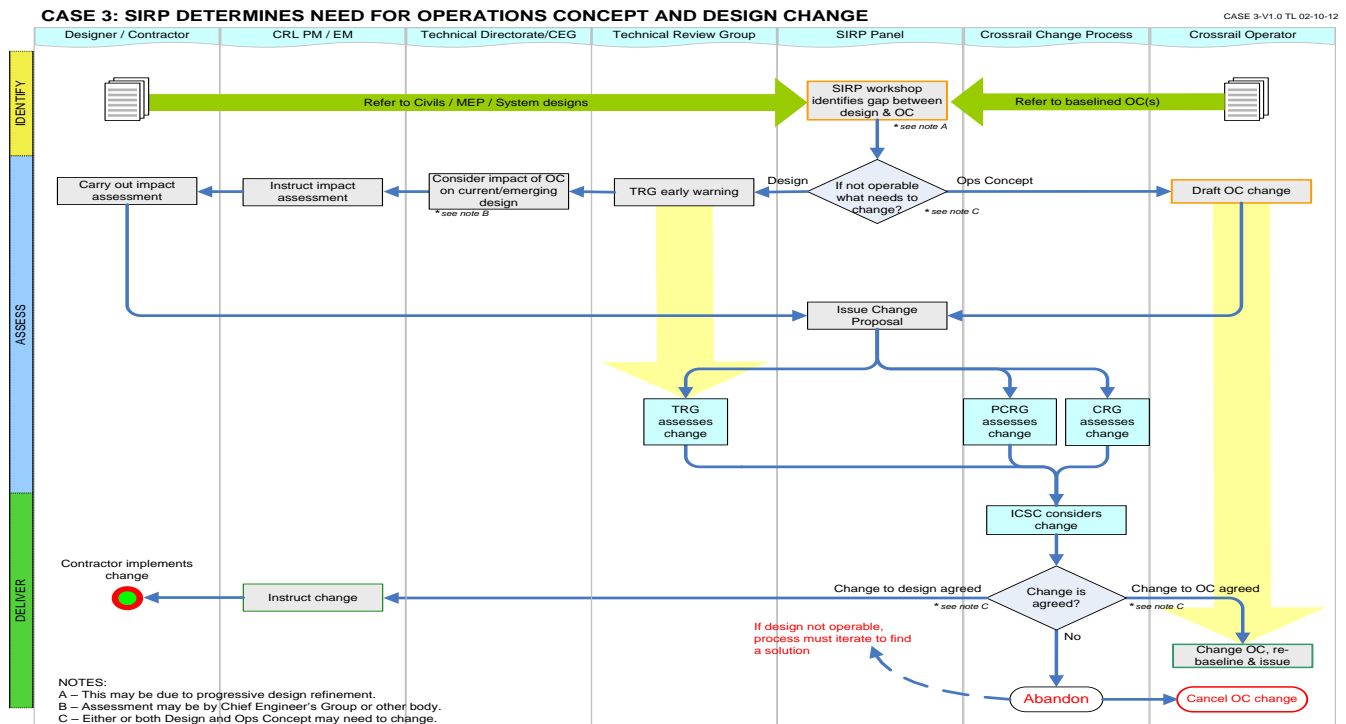 CASE 3: SIRP DETERMINES NEED FOR OPERATIONS CONCEPT AND DESIGN CHANGE
CASE 3-V1.0 TL 02-10-12
Designer / Contractor
CRL PM / EM
Technical Directorate/CEG
Technical Review Group
SIRP Panel
Crossrail Change Process
Crossrail Operator
IDENTIFY
Refer to Civils / MEP / System designs
SIRP workshop
identifies gap between
design & OC
* see note A
Refer to baselined OC(s)
ASSESS
Carry out impact
assessment
Instruct impact
assessment
Consider impact of OC
on current/emerging
design
* see note B
TRG early warning
Design
If not operable
what needs to
change?
Ops Concept
* see note C
Draft OC change
Issue Change
Proposal
TRG
assesses
change
PCRG
assesses
change
CRG
assesses
change
DELIVER
ICSC considers
change
Contractor implements
change
Instruct change
Change to design agreed
* see note C
Change is
agreed?
Change to OC agreed
* see note C
No
If design not operable,
process must iterate to find
a solution
Change OC, re-
baseline & issue
Abandon
Cancel OC change
NOTES:
A – This may be due to progressive design refinement.
B – Assessment may be by Chief Engineer's Group or other body.
C – Either or both Design and Ops Concept may need to change.